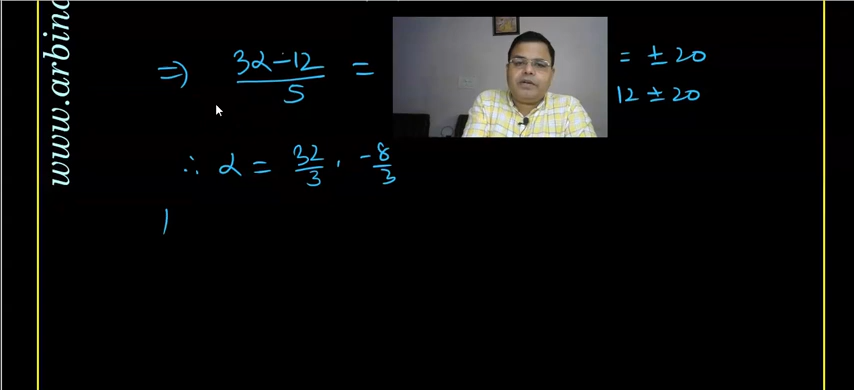 www.arbind
⇒ (3α-12)/5 = = ±20
12 ±20
∴ α = 32/3, -8/3